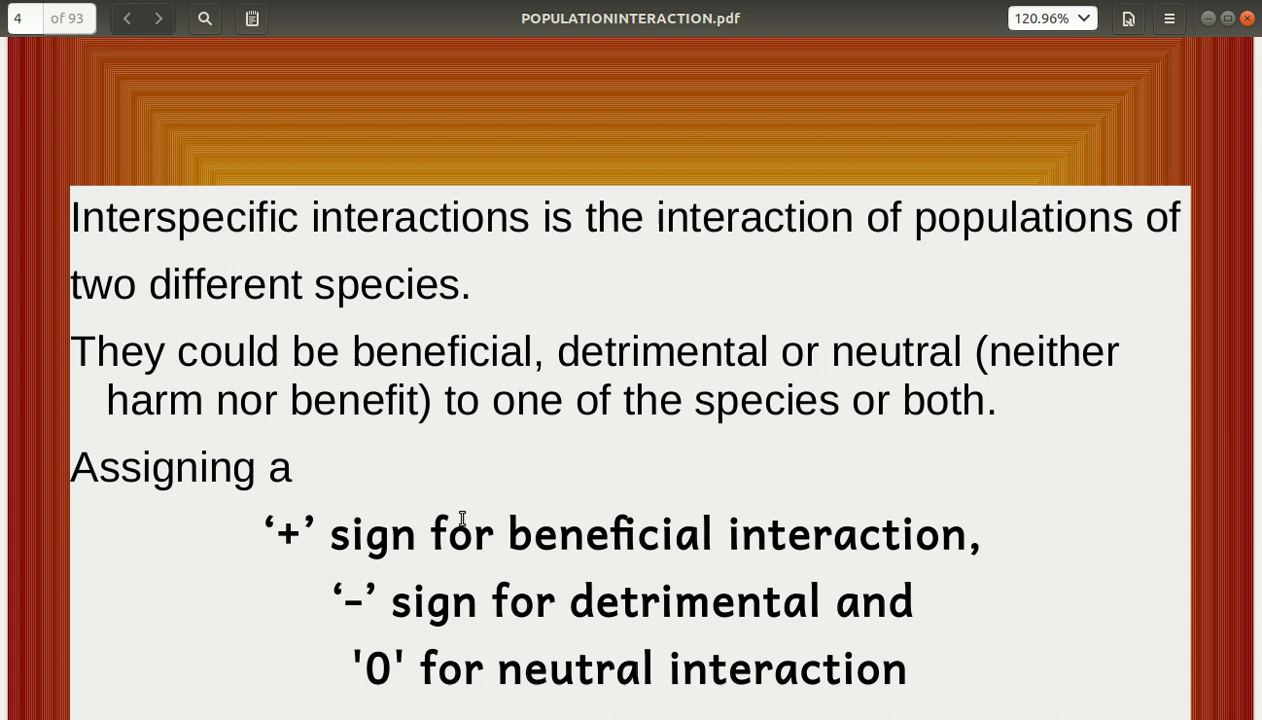 4 of 93
POPULATIONINTERACTION.pdf
120.96%
Interspecific interactions is the interaction of populations of
two different species.
They could be beneficial, detrimental or neutral (neither
harm nor benefit) to one of the species or both.
Assigning a
‘+’ sign for beneficial interaction,
‘-’ sign for detrimental and
'0' for neutral interaction